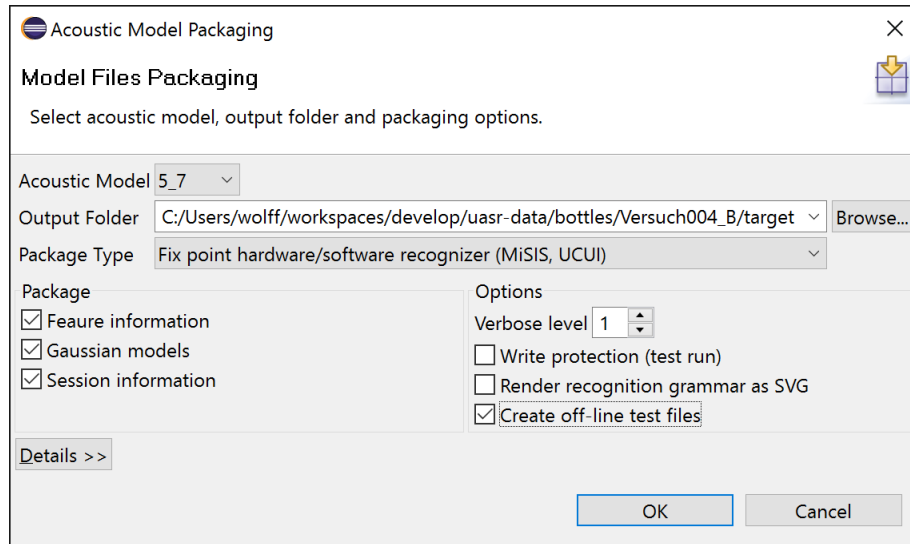 Acoustic Model Packaging
Model Files Packaging
Select acoustic model, output folder and packaging options.
Acoustic Model 5_7
Output Folder C:/Users/wolff/workspaces/develop/uasr-data/bottles/Versuch004_B/target Browse...
Package Type Fix point hardware/software recognizer (MiSIS, UCUI)
Package
Feaure information
Gaussian models
Session information
Options
Verbose level 1
Write protection (test run)
Render recognition grammar as SVG
Create off-line test files
Details >>
OK Cancel